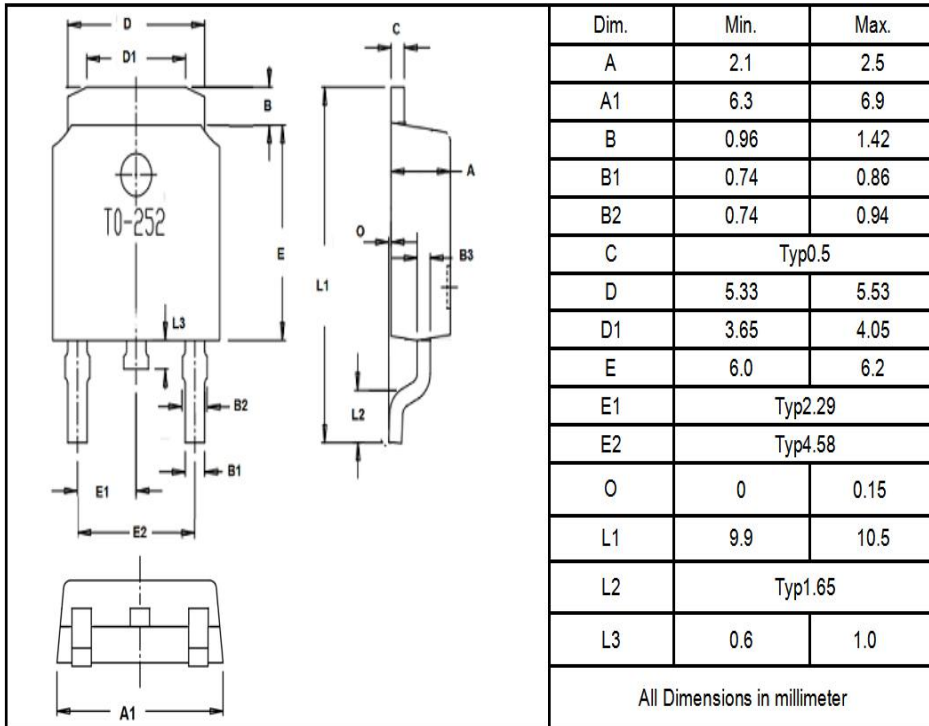 D
D1
B
TO-252
E
L3
B2
B1
E1
E2
A1
C
A
O
B3
L1
L2
Dim. Min. Max.
A 2.1 2.5
A1 6.3 6.9
B 0.96 1.42
B1 0.74 0.86
B2 0.74 0.94
C Typ0.5
D 5.33 5.53
D1 3.65 4.05
E 6.0 6.2
E1 Typ2.29
E2 Typ4.58
O 0 0.15
L1 9.9 10.5
L2 Typ1.65
L3 0.6 1.0
All Dimensions in millimeter